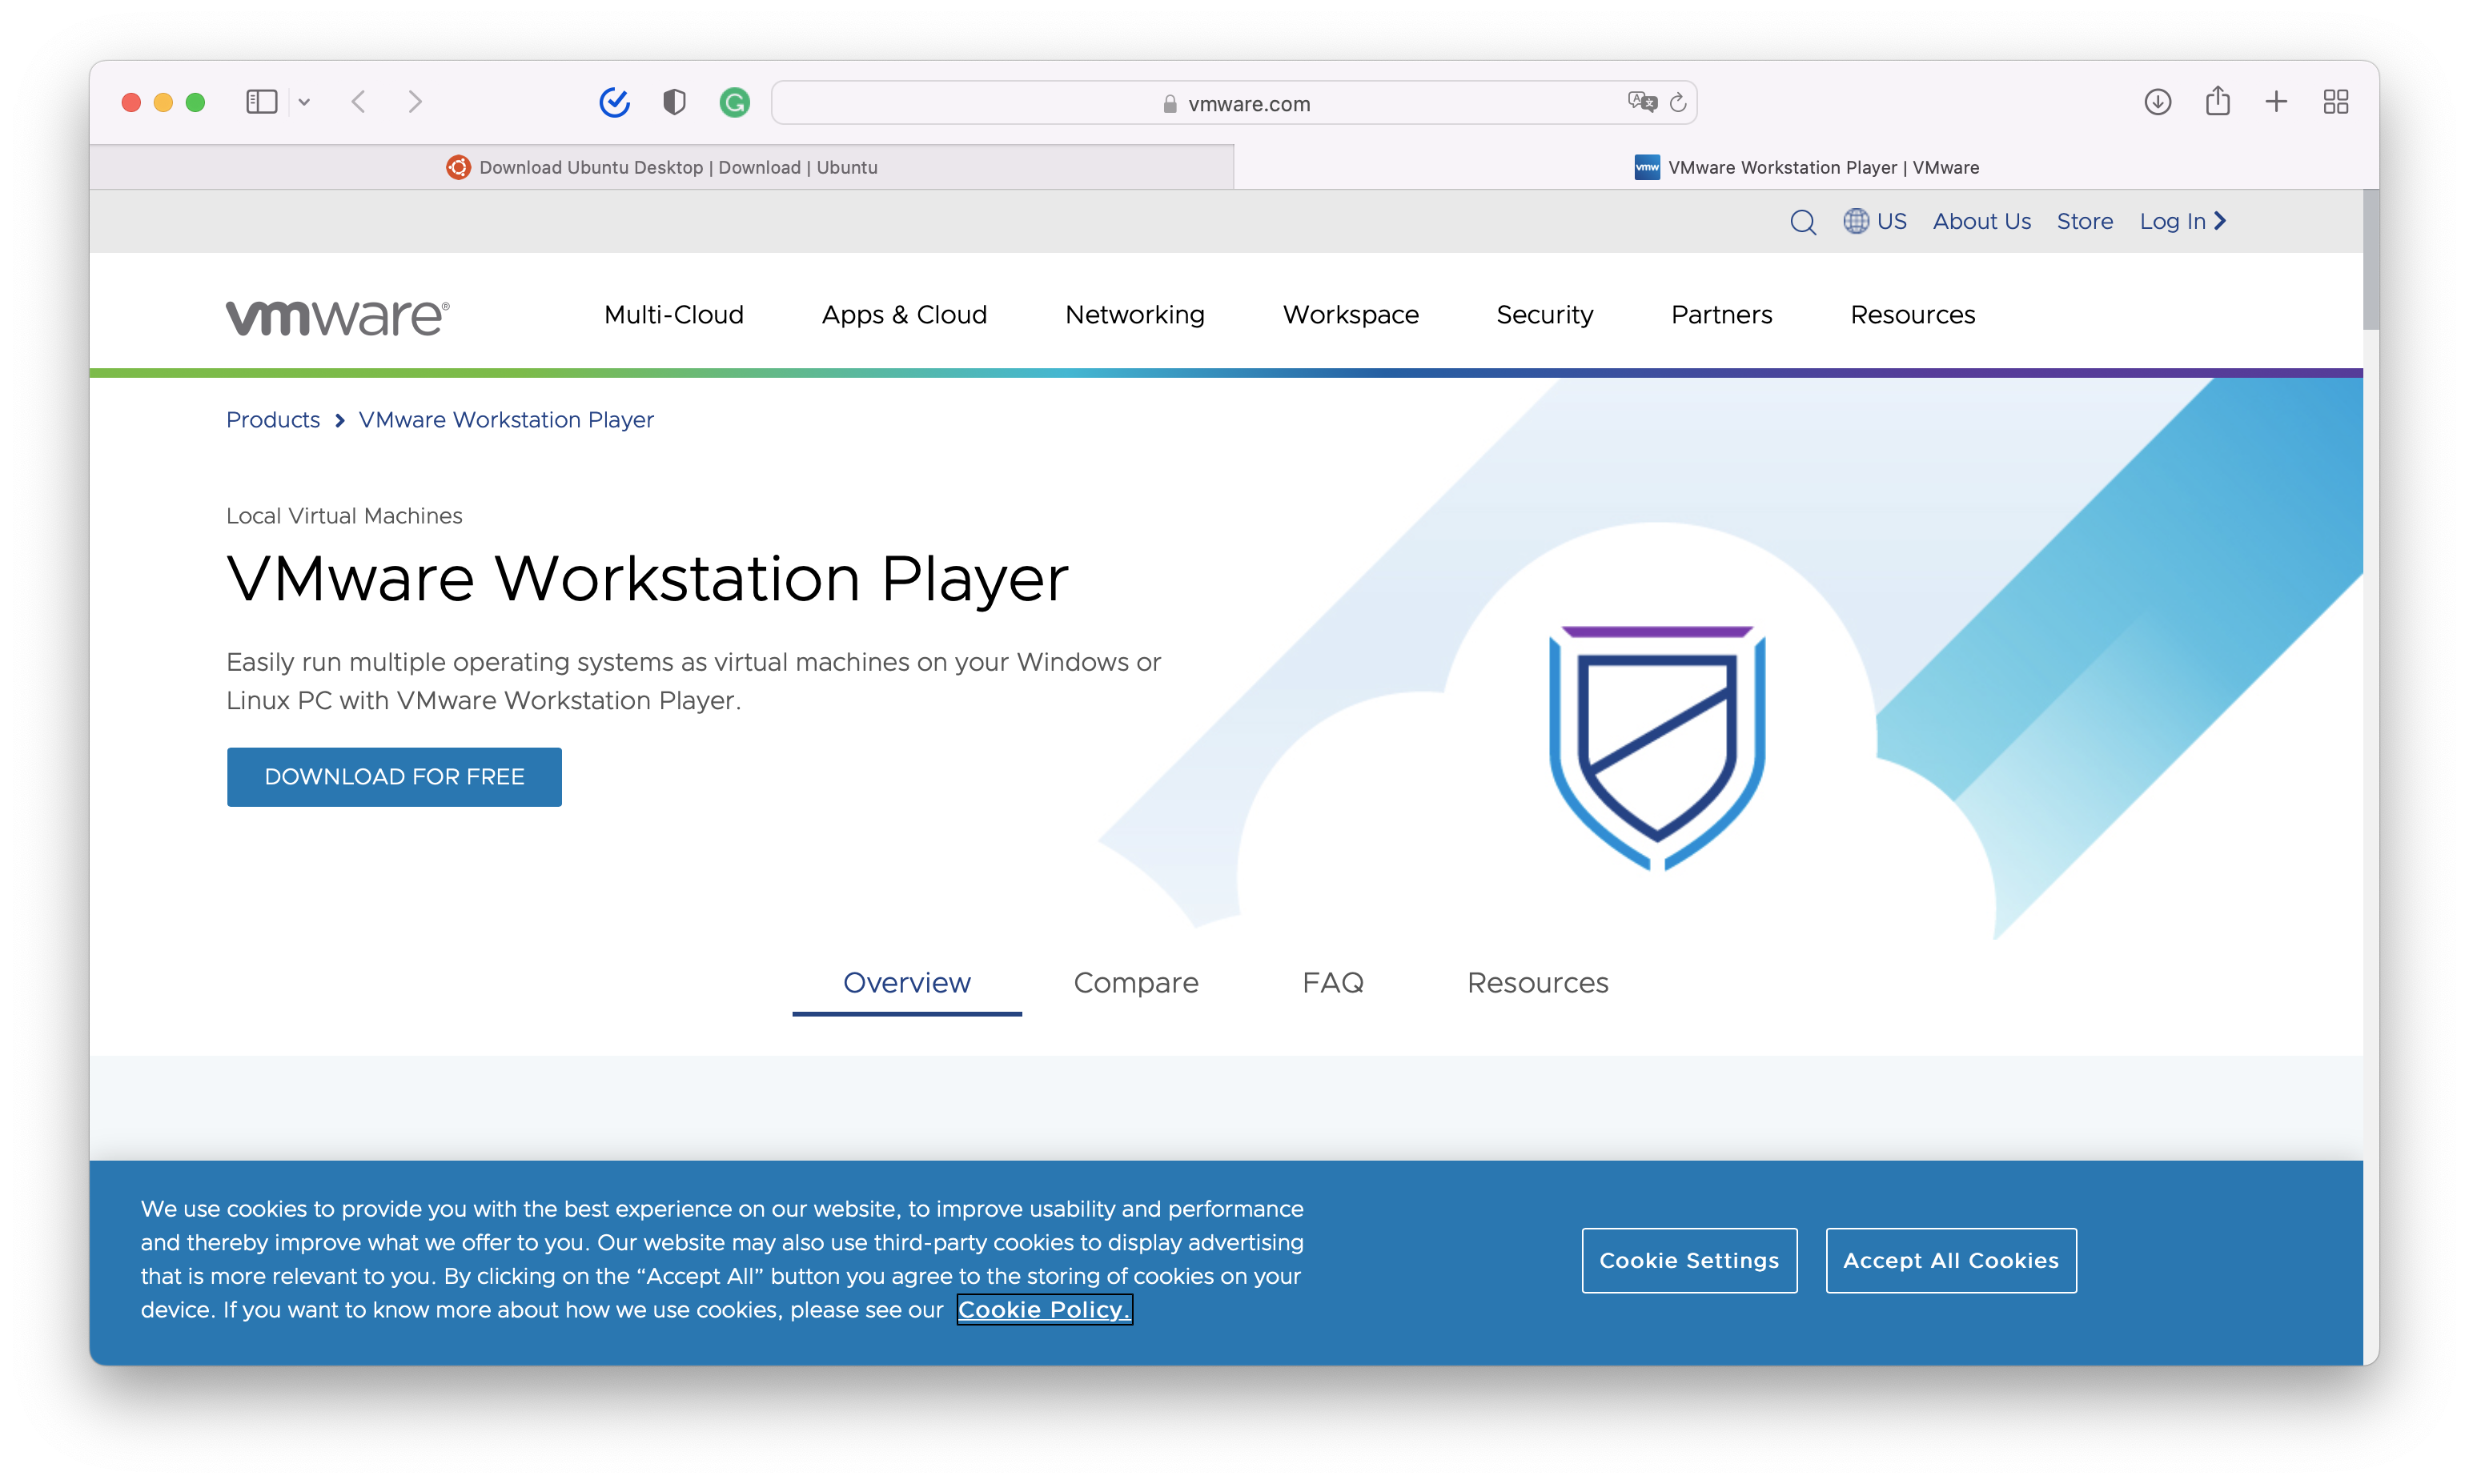 vmware.com
Download Ubuntu Desktop | Download | Ubuntu
vmw
VMware Workstation Player | VMware
US
About Us
Store
Log In
vmware®
Multi-Cloud
Apps & Cloud
Networking
Workspace
Security
Partners
Resources
Products
VMware Workstation Player
Local Virtual Machines
VMware Workstation Player
Easily run multiple operating systems as virtual machines on your Windows or
Linux PC with VMware Workstation Player.
DOWNLOAD FOR FREE
Overview
Compare
FAQ
Resources
We use cookies to provide you with the best experience on our website, to improve usability and performance
and thereby improve what we offer to you. Our website may also use third-party cookies to display advertising
that is more relevant to you. By clicking on the “Accept All” button you agree to the storing of cookies on your
device. If you want to know more about how we use cookies, please see our Cookie Policy.
Cookie Settings
Accept All Cookies